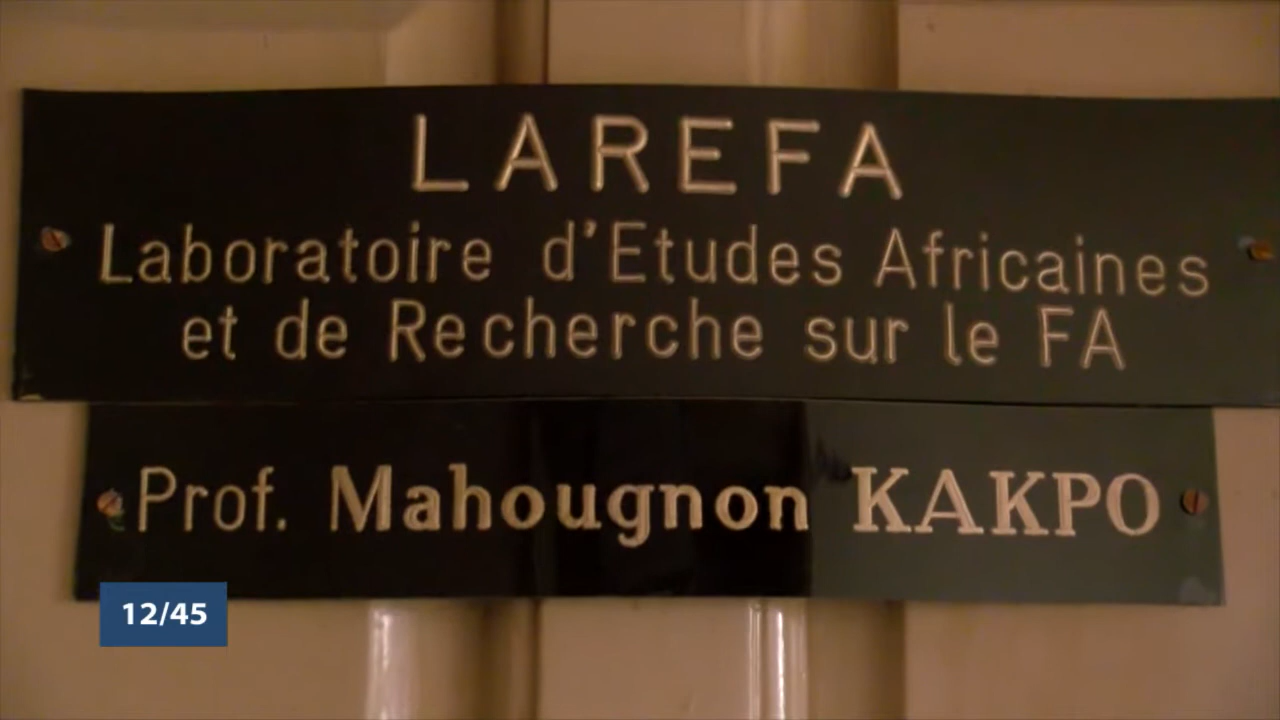 LAREFA
Laboratoire d'Etudes Africaines
et de Recherche sur le FA
Prof. Mahougnon KAKPO
12/45